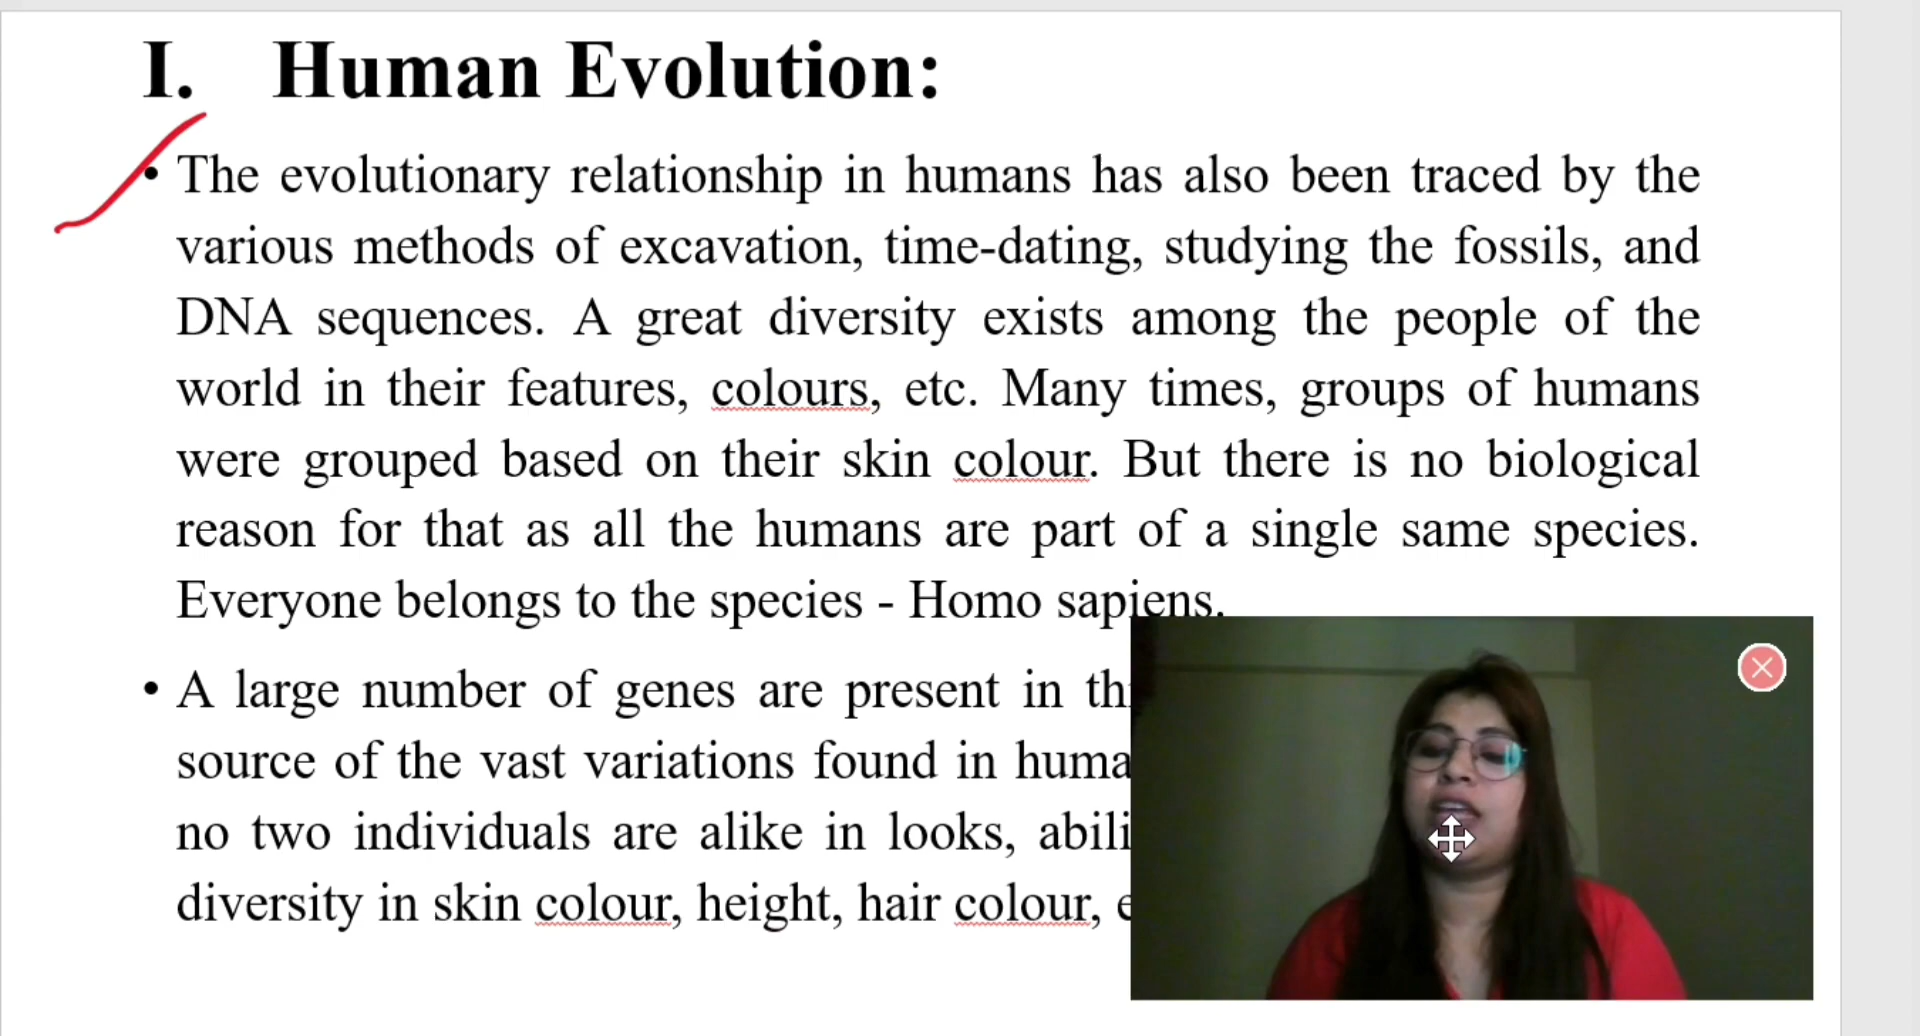 I. Human Evolution:
• The evolutionary relationship in humans has also been traced by the
various methods of excavation, time-dating, studying the fossils, and
DNA sequences. A great diversity exists among the people of the
world in their features, colours, etc. Many times, groups of humans
were grouped based on their skin colour. But there is no biological
reason for that as all the humans are part of a single same species.
Everyone belongs to the species - Homo sapiens.
• A large number of genes are present in
source of the vast variations found in
no two individuals are alike in looks,
diversity in skin colour, height, hair colour,